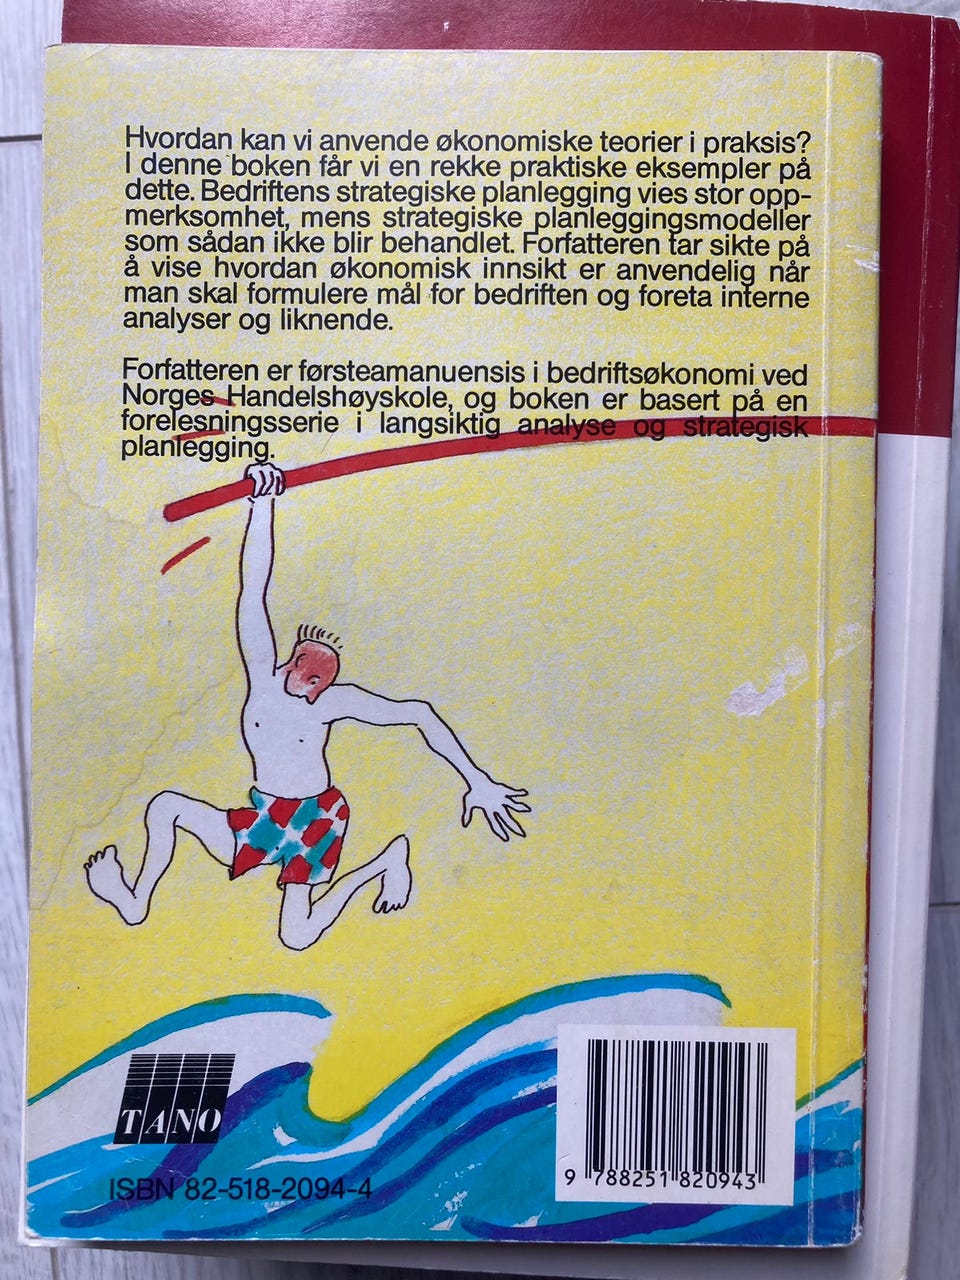 Hvordan kan vi anvende økonomiske teorier i praksis?
I denne boken får vi en rekke praktiske eksempler på
dette. Bedriftens strategiske planlegging vies stor opp-
merksomhet, mens strategiske planleggingsmodeller
som sådan ikke blir behandlet. Forfatteren tar sikte på
å vise hvordan økonomisk innsikt er anvendelig når
man skal formulere mål for bedriften og foreta interne
analyser og liknende.
Forfatteren er førsteamanuensis i bedriftsøkonomi ved
Norges Handelshøyskole, og boken er basert på en
forelesningsserie i langsiktig analyse og strategisk
planlegging.
TANO
ISBN 82-518-2094-4
9 788251 820943